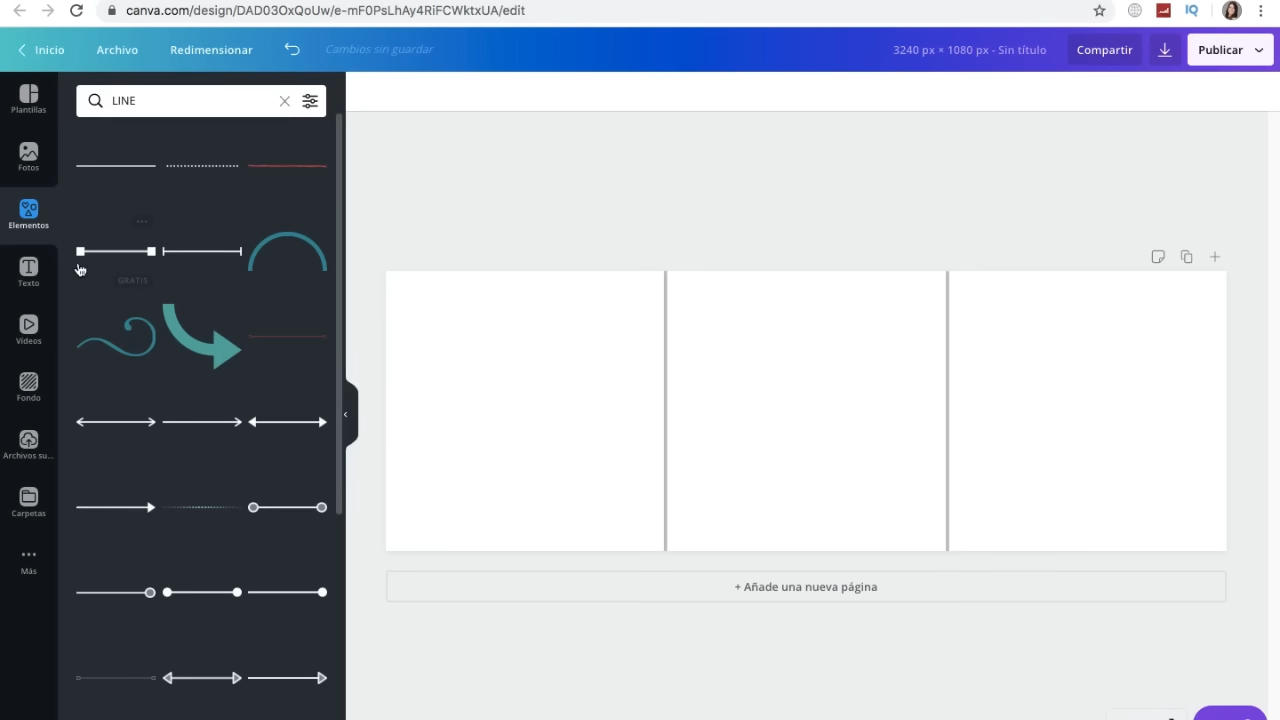 canva.com/design/DAD03OxQoUw/e-mF0PsLhAy4RiFCWktxUA/edit
Inicio
Archivo
Redimensionar
Cambios sin guardar
3240 px × 1080 px - Sin título
Compartir
Publicar
Plantillas
Fotos
Elementos
Texto
Vídeos
Fondo
Archivos su...
Carpetas
Más
LINE
GRATIS
+ Añade una nueva página